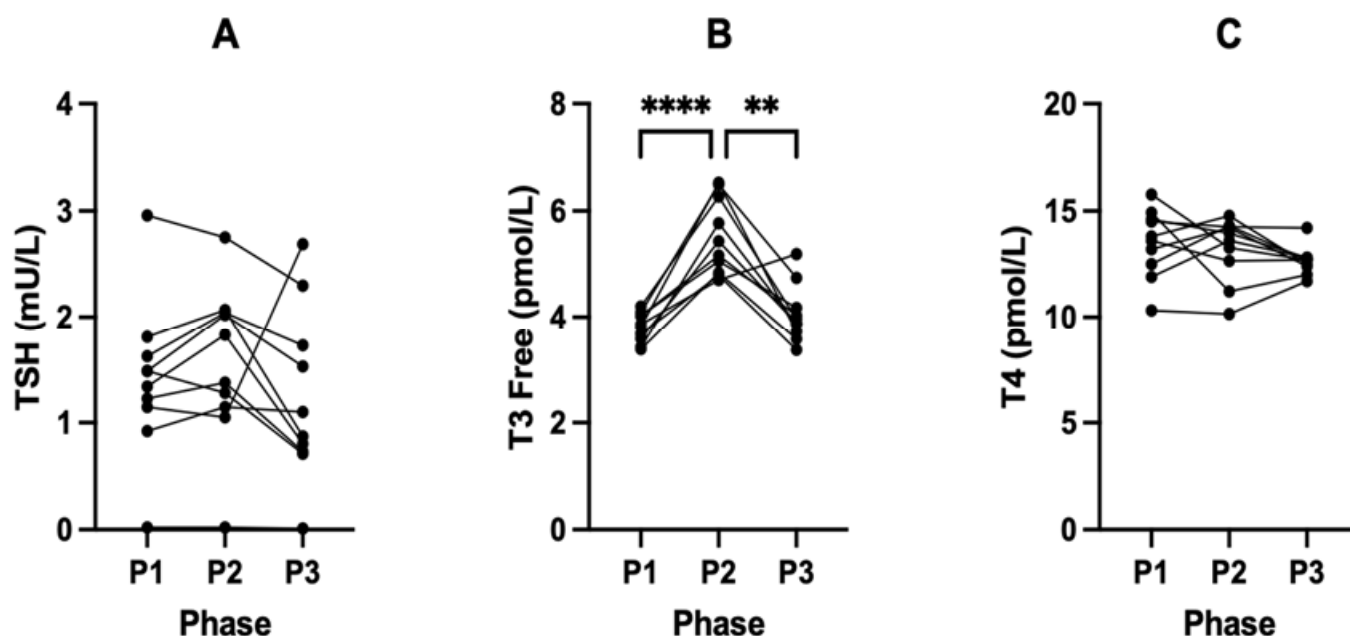 A
TSH (mU/L)
4
3
2
1
0
P1 P2 P3
Phase
B
T3 Free (pmol/L)
**** **
8
6
4
2
0
P1 P2 P3
Phase
C
T4 (pmol/L)
20
15
10
5
0
P1 P2 P3
Phase